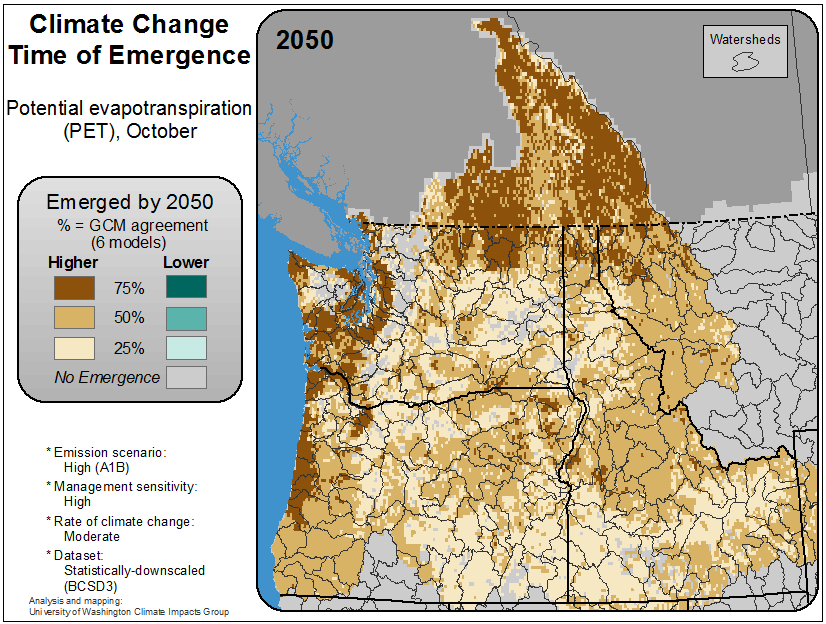 Climate Change
Time of Emergence
Potential evapotranspiration
(PET), October
Emerged by 2050
% = GCM agreement
(6 models)
Higher Lower
75%
50%
25%
No Emergence
* Emission scenario:
High (A1B)
* Management sensitivity:
High
* Rate of climate change:
Moderate
* Dataset:
Statistically-downscaled
(BCSD3)
Analysis and mapping:
University of Washington Climate Impacts Group
2050
Watersheds